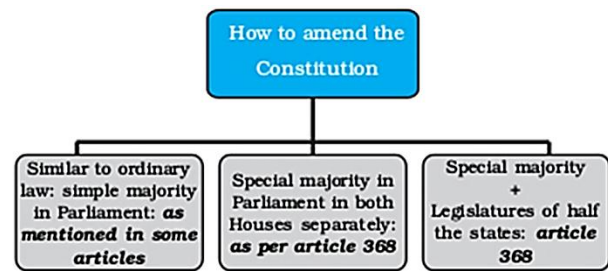 How to amend the
Constitution
Similar to ordinary
law: simple majority
in Parliament: as
mentioned in some
articles
Special majority in
Parliament in both
Houses separately:
as per article 368
Special majority
+
Legislatures of half
the states: article
368